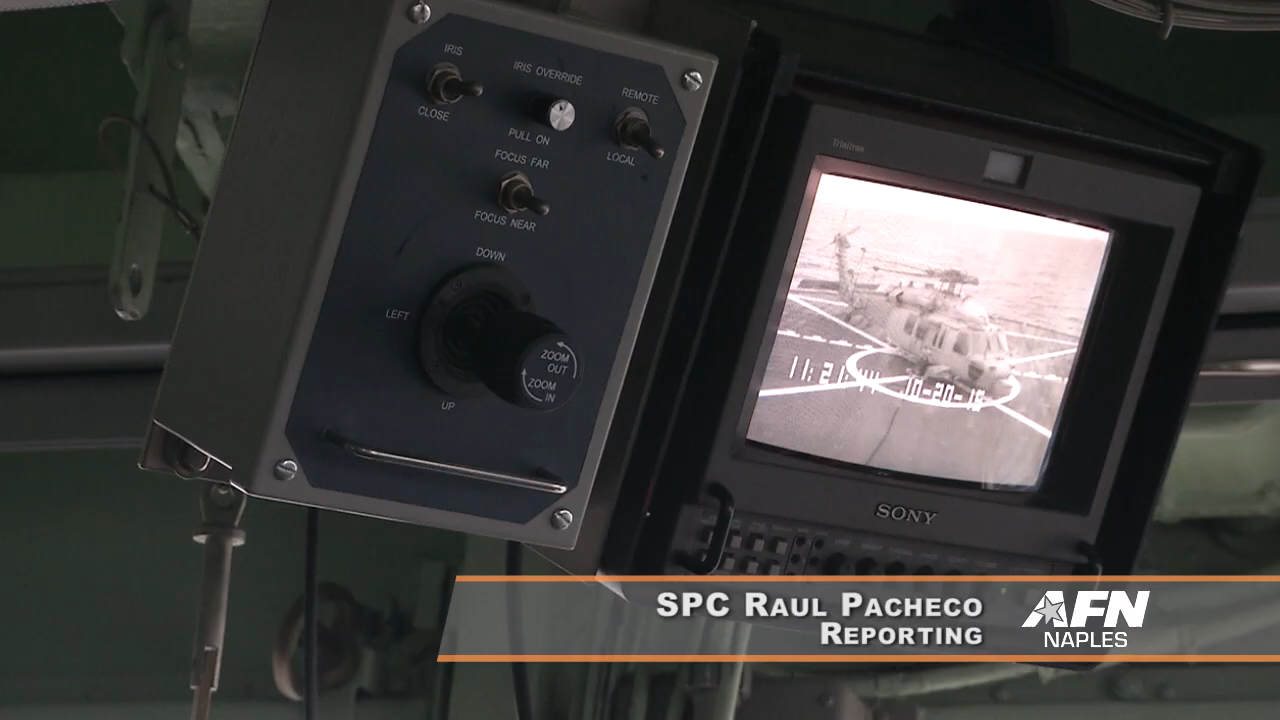 IRIS
IRIS OVERRIDE
REMOTE
CLOSE
PULL ON
LOCAL
FOCUS FAR
FOCUS NEAR
DOWN
LEFT
ZOOM OUT
ZOOM IN
UP
Trinitron
SONY
SPC RAUL PACHECO
REPORTING
AFN
NAPLES